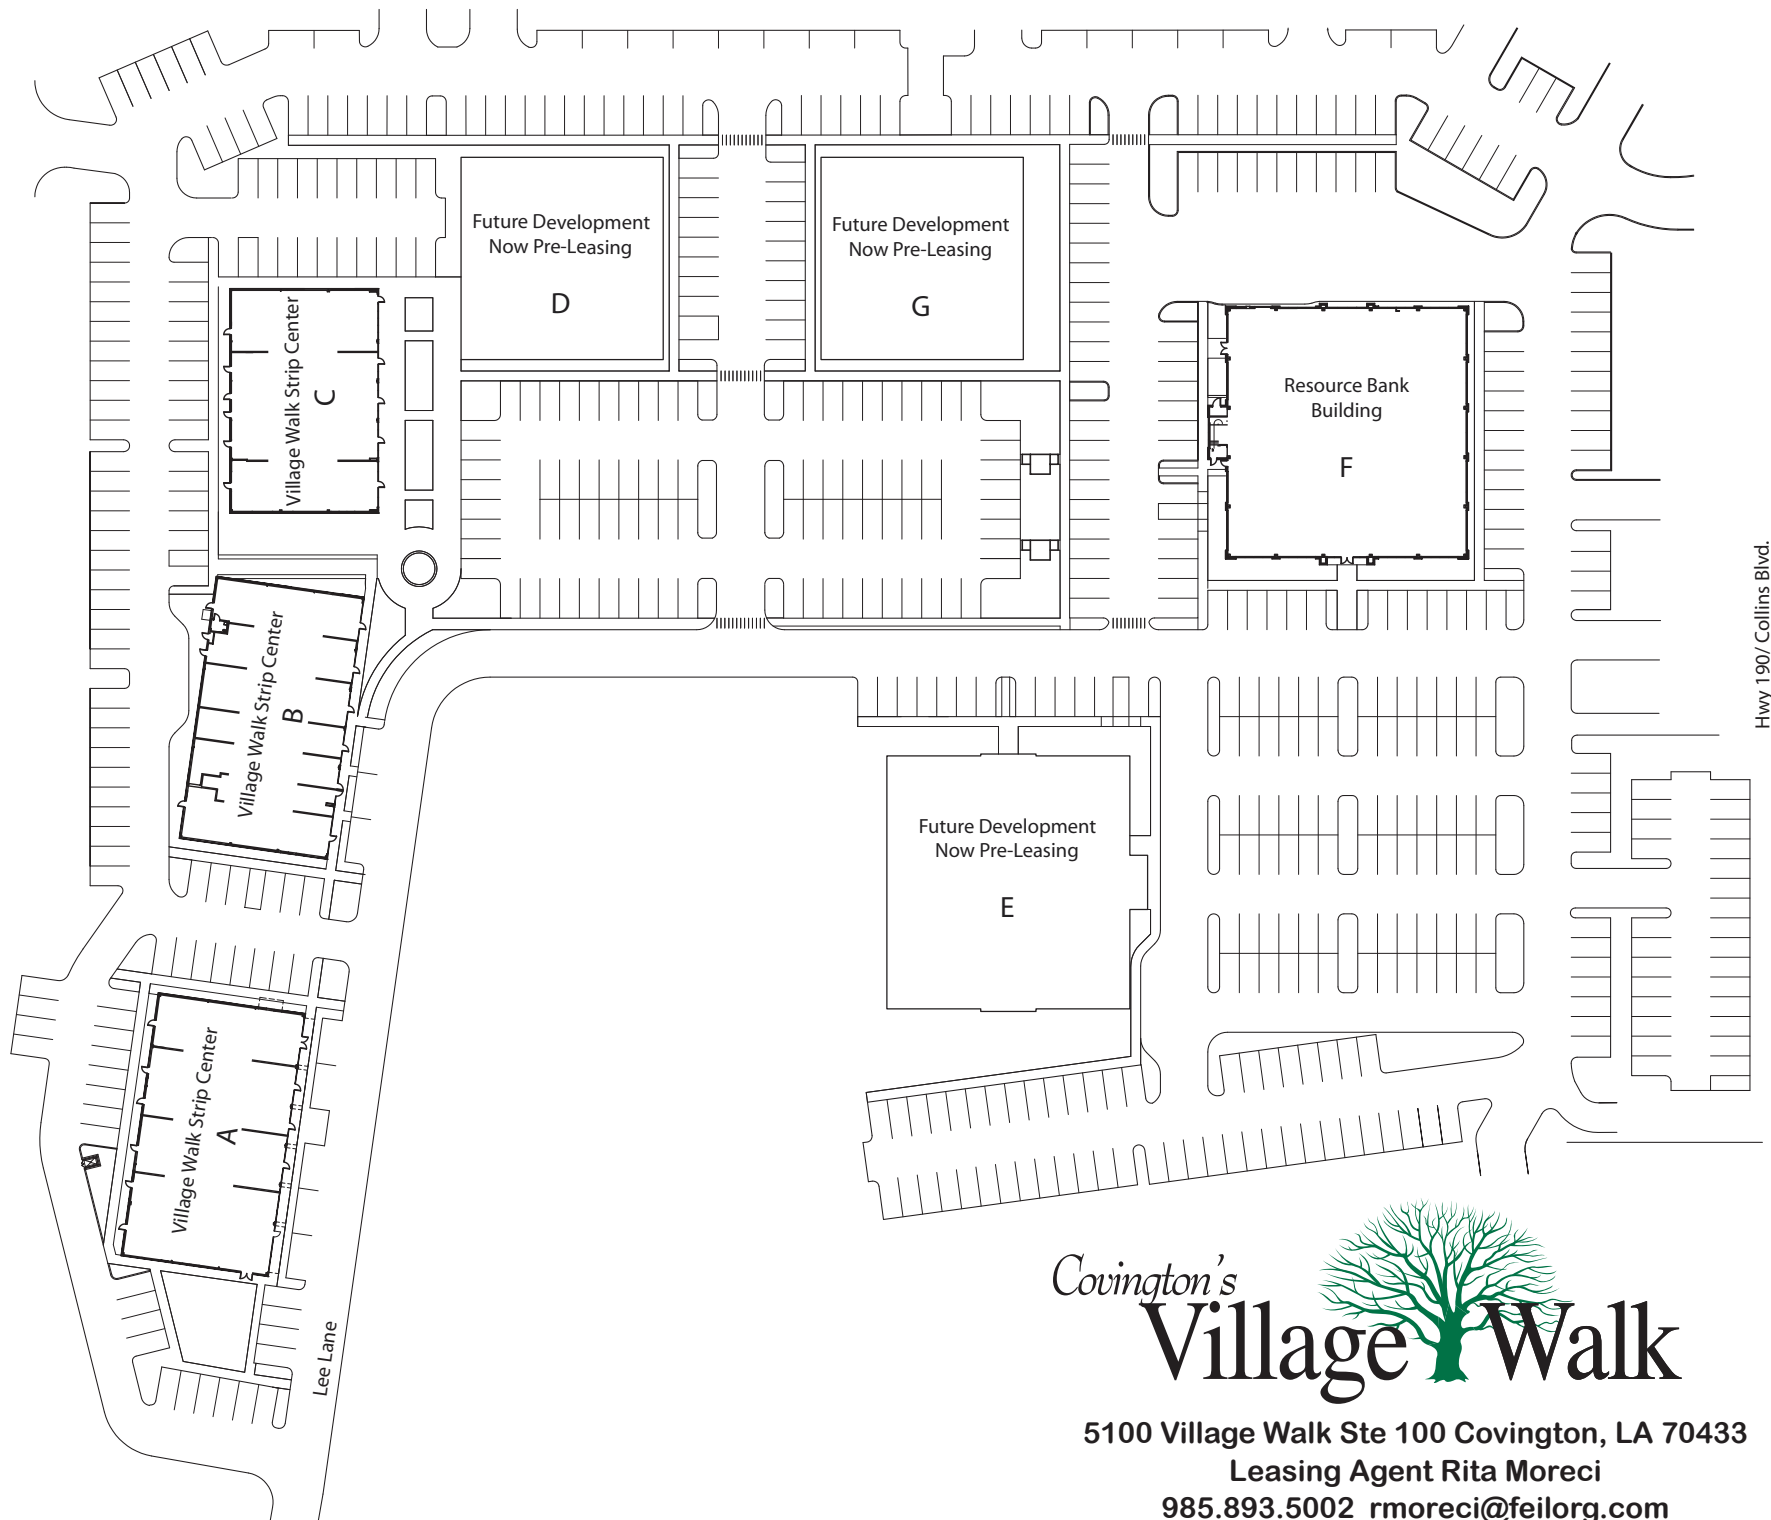 Future Development
Now Pre-Leasing
D
Future Development
Now Pre-Leasing
G
Village Walk Strip Center
C
Resource Bank
Building
F
Hwy 190/ Collins Blvd.
Village Walk Strip Center
B
Future Development
Now Pre-Leasing
E
Village Walk Strip Center
A
Lee Lane
Covington's
Village Walk
5100 Village Walk Ste 100 Covington, LA 70433
Leasing Agent Rita Moreci
985.893.5002 rmoreci@feilorg.com